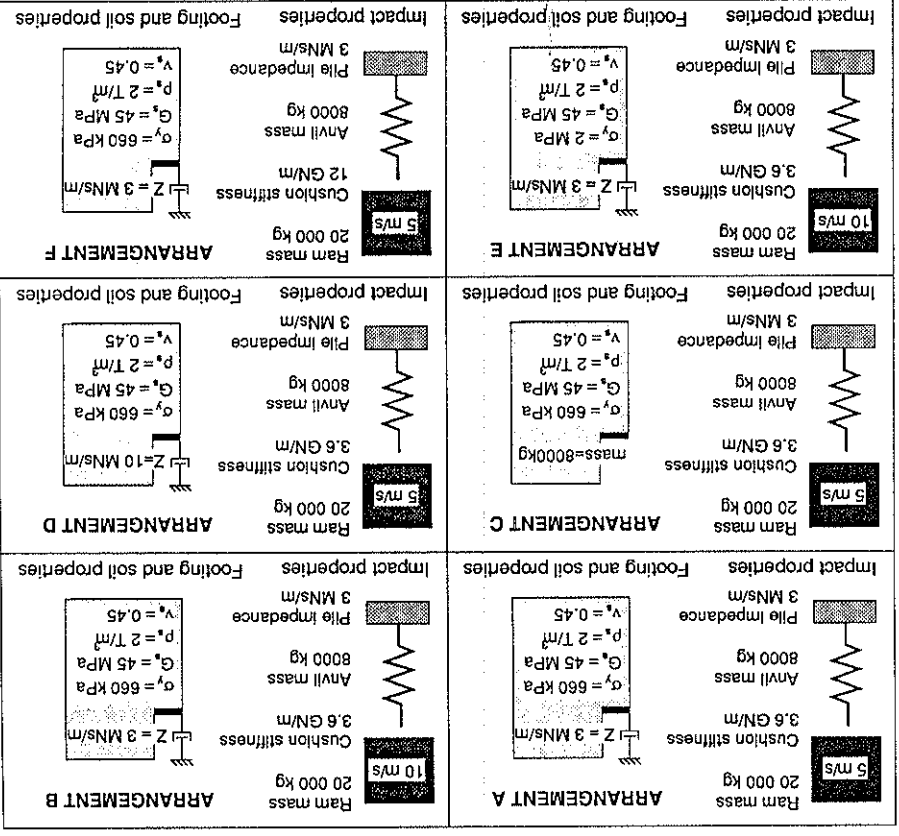 ARRANGEMENT A
Ram mass
20 000 kg
5 m/s
Cushion stiffness
3.6 GN/m
Anvil mass
8000 kg
Pile Impedance
3 MNs/m
Impact properties
Z = 3 MNs/m
σy = 660 kPa
Gs = 45 MPa
ρs = 2 T/m³
νs = 0.45
Footing and soil properties
ARRANGEMENT B
Ram mass
20 000 kg
10 m/s
Cushion stiffness
3.6 GN/m
Anvil mass
8000 kg
Pile Impedance
3 MNs/m
Impact properties
Z = 3 MNs/m
σy = 660 kPa
Gs = 45 MPa
ρs = 2 T/m³
νs = 0.45
Footing and soil properties
ARRANGEMENT C
Ram mass
20 000 kg
5 m/s
Cushion stiffness
3.6 GN/m
Anvil mass
8000 kg
Pile Impedance
3 MNs/m
Impact properties
mass=8000kg
σy = 660 kPa
Gs = 45 MPa
ρs = 2 T/m³
νs = 0.45
Footing and soil properties
ARRANGEMENT D
Ram mass
20 000 kg
5 m/s
Cushion stiffness
3.6 GN/m
Anvil mass
8000 kg
Pile Impedance
3 MNs/m
Impact properties
Z=10 MNs/m
σy = 660 kPa
Gs = 45 MPa
ρs = 2 T/m³
νs = 0.45
Footing and soil properties
ARRANGEMENT E
Ram mass
20 000 kg
10 m/s
Cushion stiffness
3.6 GN/m
Anvil mass
8000 kg
Pile Impedance
3 MNs/m
Impact properties
Z = 3 MNs/m
σy = 2 MPa
Gs = 45 MPa
ρs = 2 T/m³
νs = 0.45
Footing and soil properties
ARRANGEMENT F
Ram mass
20 000 kg
5 m/s
Cushion stiffness
12 GN/m
Anvil mass
8000 kg
Pile Impedance
3 MNs/m
Impact properties
Z = 3 MNs/m
σy = 660 kPa
Gs = 45 MPa
ρs = 2 T/m³
νs = 0.45
Footing and soil properties